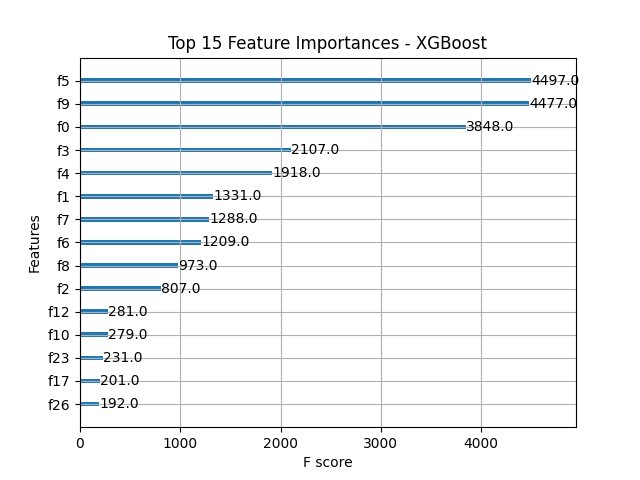 Top 15 Feature Importances - XGBoost
Features
f5 4497.0
f9 4477.0
f0 3848.0
f3 2107.0
f4 1918.0
f1 1331.0
f7 1288.0
f6 1209.0
f8 973.0
f2 807.0
f12 281.0
f10 279.0
f23 231.0
f17 201.0
f26 192.0
0 1000 2000 3000 4000
F score